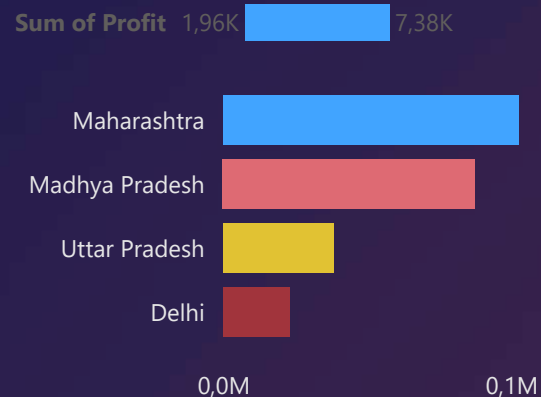 Sum of Profit 1,96K 7,38K
Maharashtra
Madhya Pradesh
Uttar Pradesh
Delhi
0,0M 0,1M